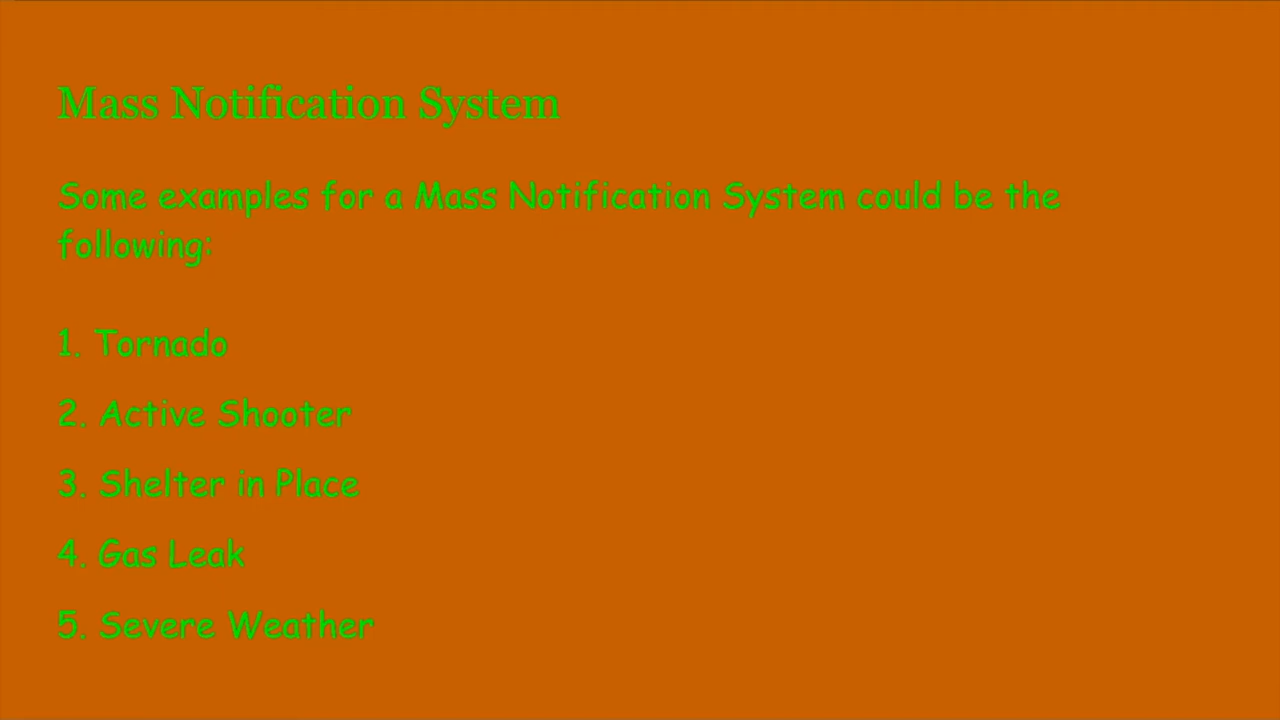 Mass Notification System
Some examples for a Mass Notification System could be the
following:
1. Tornado
2. Active Shooter
3. Shelter in Place
4. Gas Leak
5. Severe Weather